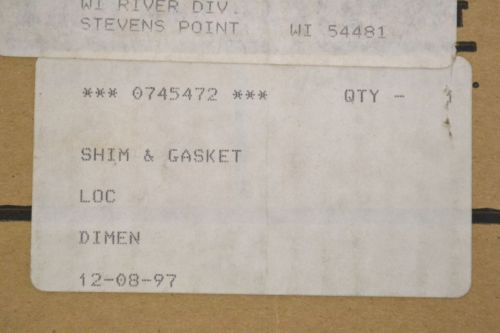 WI RIVER DIV.
STEVENS POINT WI 54481
*** 0745472 *** QTY -
SHIM & GASKET
LOC
DIMEN
12-08-97